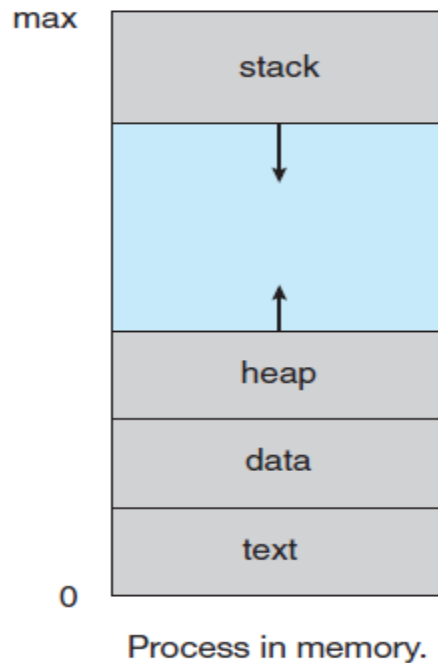 max
stack
heap
data
text
0
Process in memory.